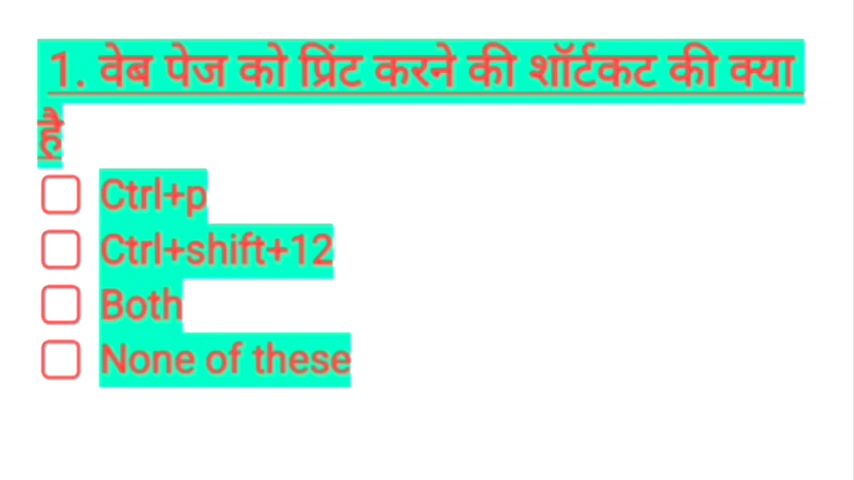 1. वेब पेज को प्रिंट करने की शॉर्टकट की क्या
है
Ctrl+p
Ctrl+shift+12
Both
None of these